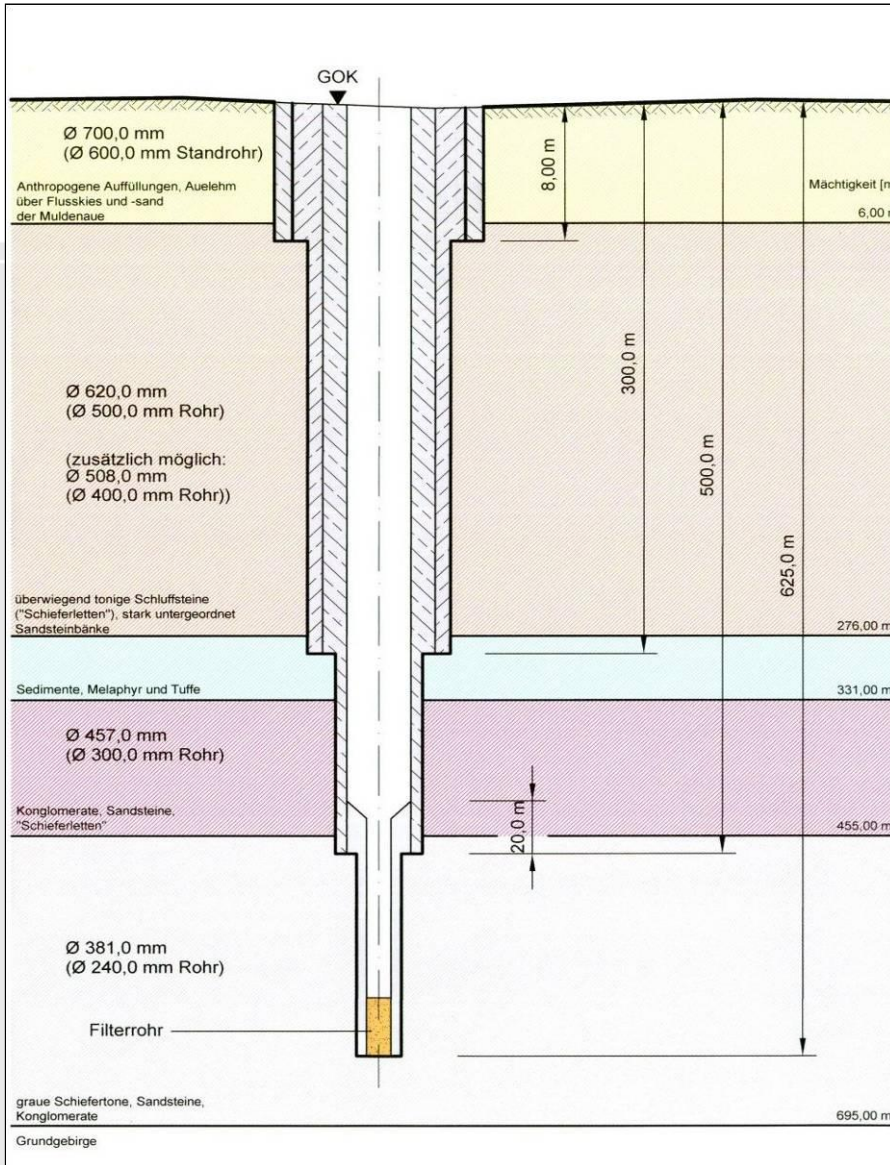 GOK
Ø 700,0 mm
(Ø 600,0 mm Standrohr)
Anthropogene Auffüllungen, Auelehm
über Flusskies und -sand
der Muldenaue
8,00 m
Mächtigkeit [m
6,00 m
Ø 620,0 mm
(Ø 500,0 mm Rohr)
(zusätzlich möglich:
Ø 508,0 mm
(Ø 400,0 mm Rohr))
300,0 m
500,0 m
625,0 m
überwiegend tonige Schluffsteine
("Schieferletten"), stark untergeordnet
Sandsteinbänke
276,00 m
Sedimente, Melaphyr und Tuffe
331,00 m
Ø 457,0 mm
(Ø 300,0 mm Rohr)
Konglomerate, Sandsteine,
"Schieferletten"
20,0 m
455,00 m
Ø 381,0 mm
(Ø 240,0 mm Rohr)
Filterrohr
graue Schiefertone, Sandsteine,
Konglomerate
695,00 m
Grundgebirge